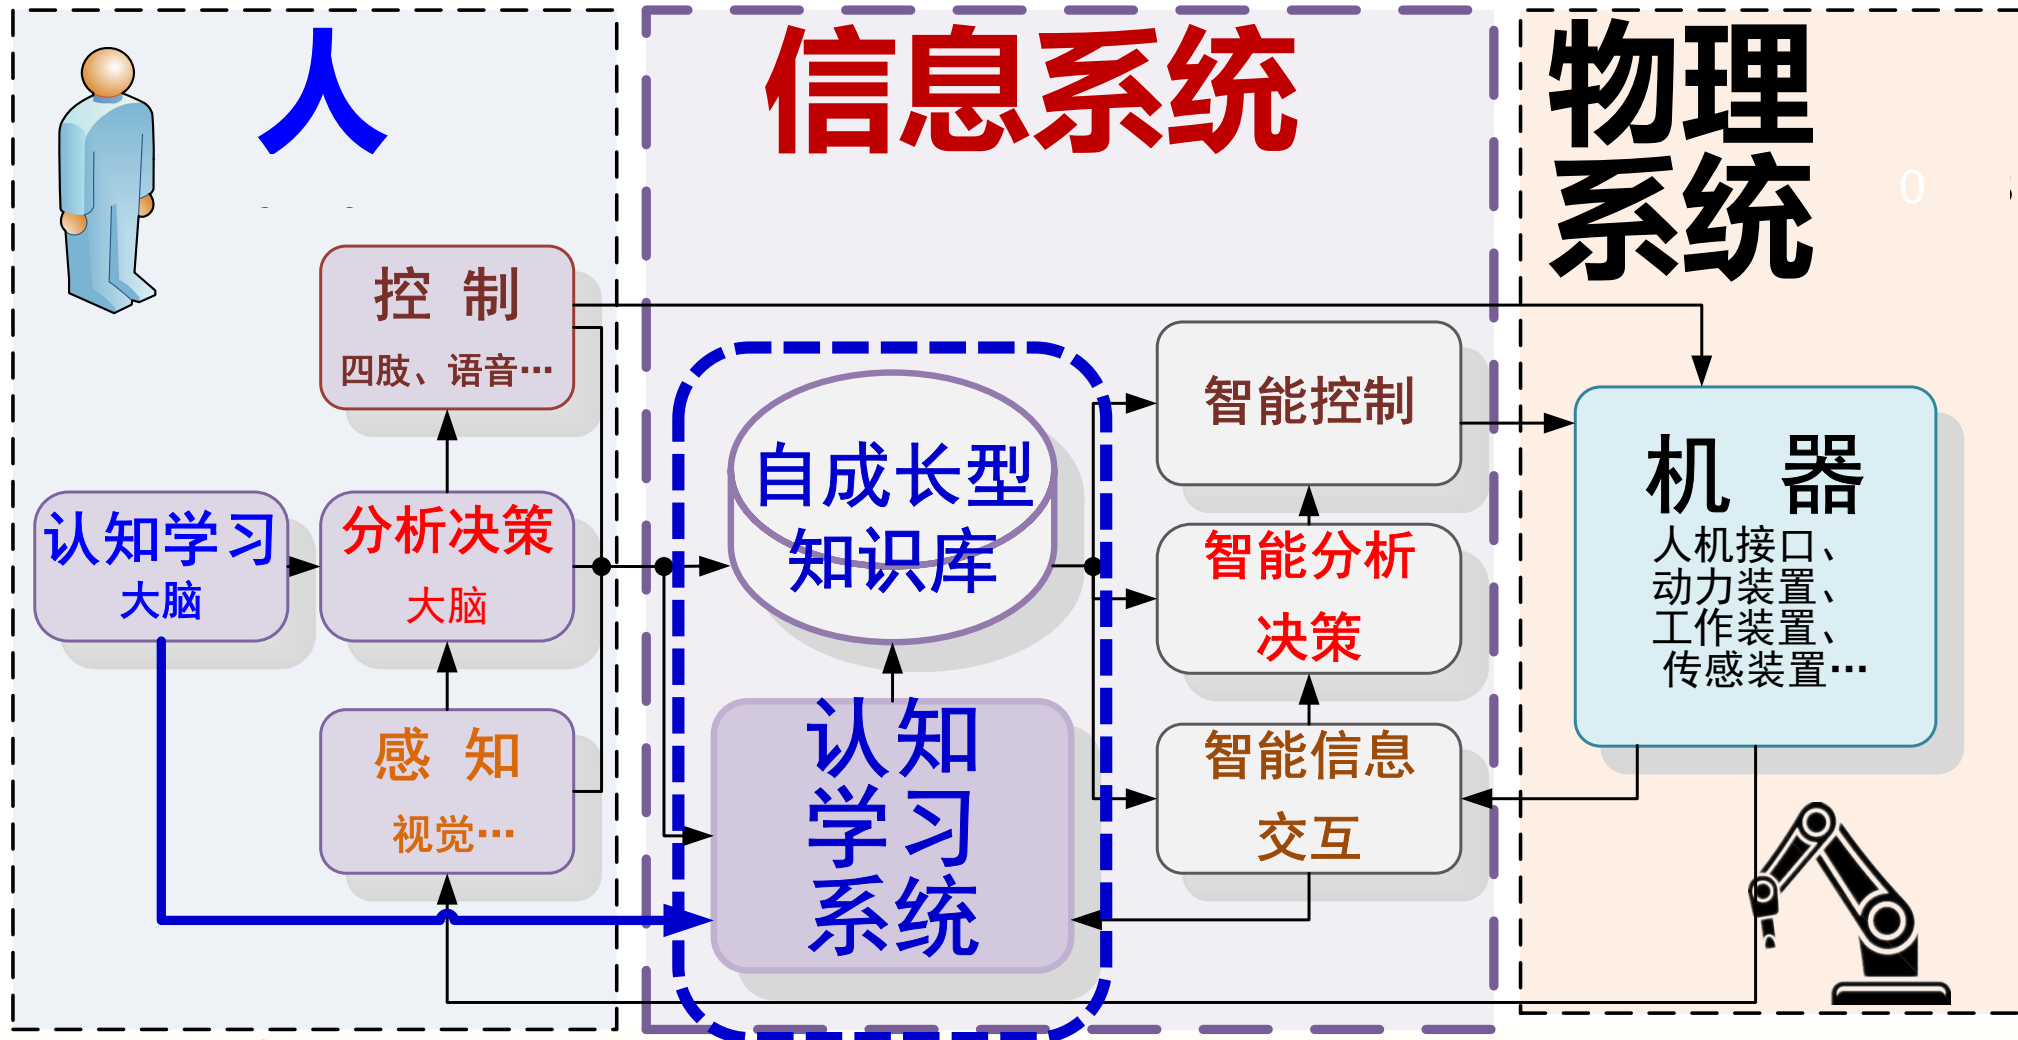 人
控 制
四肢、语音…
认知学习
大脑
分析决策
大脑
感 知
视觉…
信息系统
自成长型
知识库
认知
学习
系统
智能控制
智能分析
决策
智能信息
交互
物理
系统
0
机 器
人机接口、
动力装置、
工作装置、
传感装置…